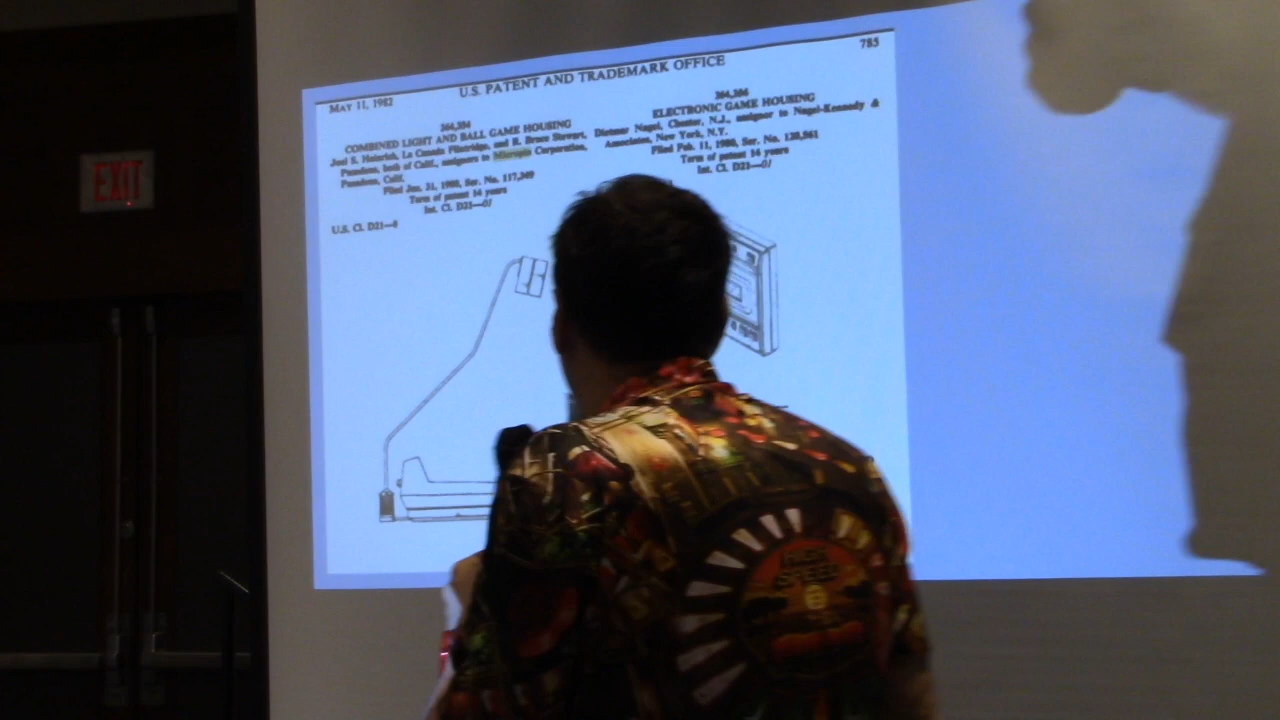 EXIT
785
U.S. PATENT AND TRADEMARK OFFICE
MAY 11, 1982
264,384
COMBINED LIGHT AND BALL GAME HOUSING
Joel S. Heinrich, La Canada Flintridge, and R. Bruce Stewart,
Pasadena, both of Calif., assignors to Micropin Corporation,
Pasadena, Calif.
Filed Jan. 31, 1980, Ser. No. 117,249
Term of patent 14 years
Int. Cl. D21—01
U.S. Cl. D21—8
264,386
ELECTRONIC GAME HOUSING
Dietmar Nagel, Chester, N.J., assignor to Nagel-Kennedy &
Associates, New York, N.Y.
Filed Feb. 11, 1980, Ser. No. 120,861
Term of patent 14 years
Int. Cl. D21—01
HIGH
SPEED